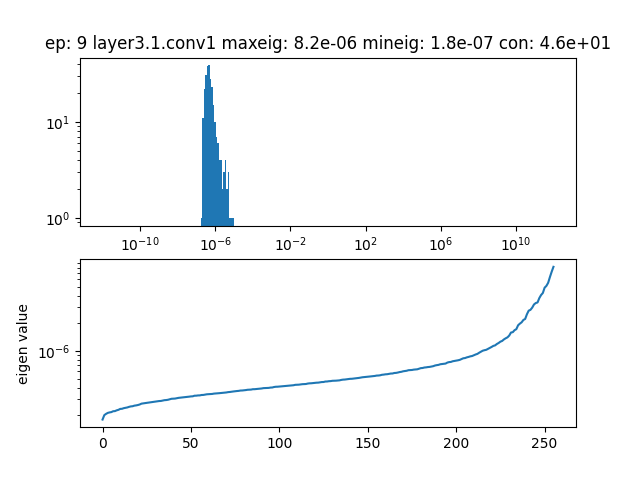 ep: 9 layer3.1.conv1 maxeig: 8.2e-06 mineig: 1.8e-07 con: 4.6e+01
10¹
10⁰
10⁻¹⁰ 10⁻⁶ 10⁻² 10² 10⁶ 10¹⁰
eigen value
10⁻⁶
0 50 100 150 200 250